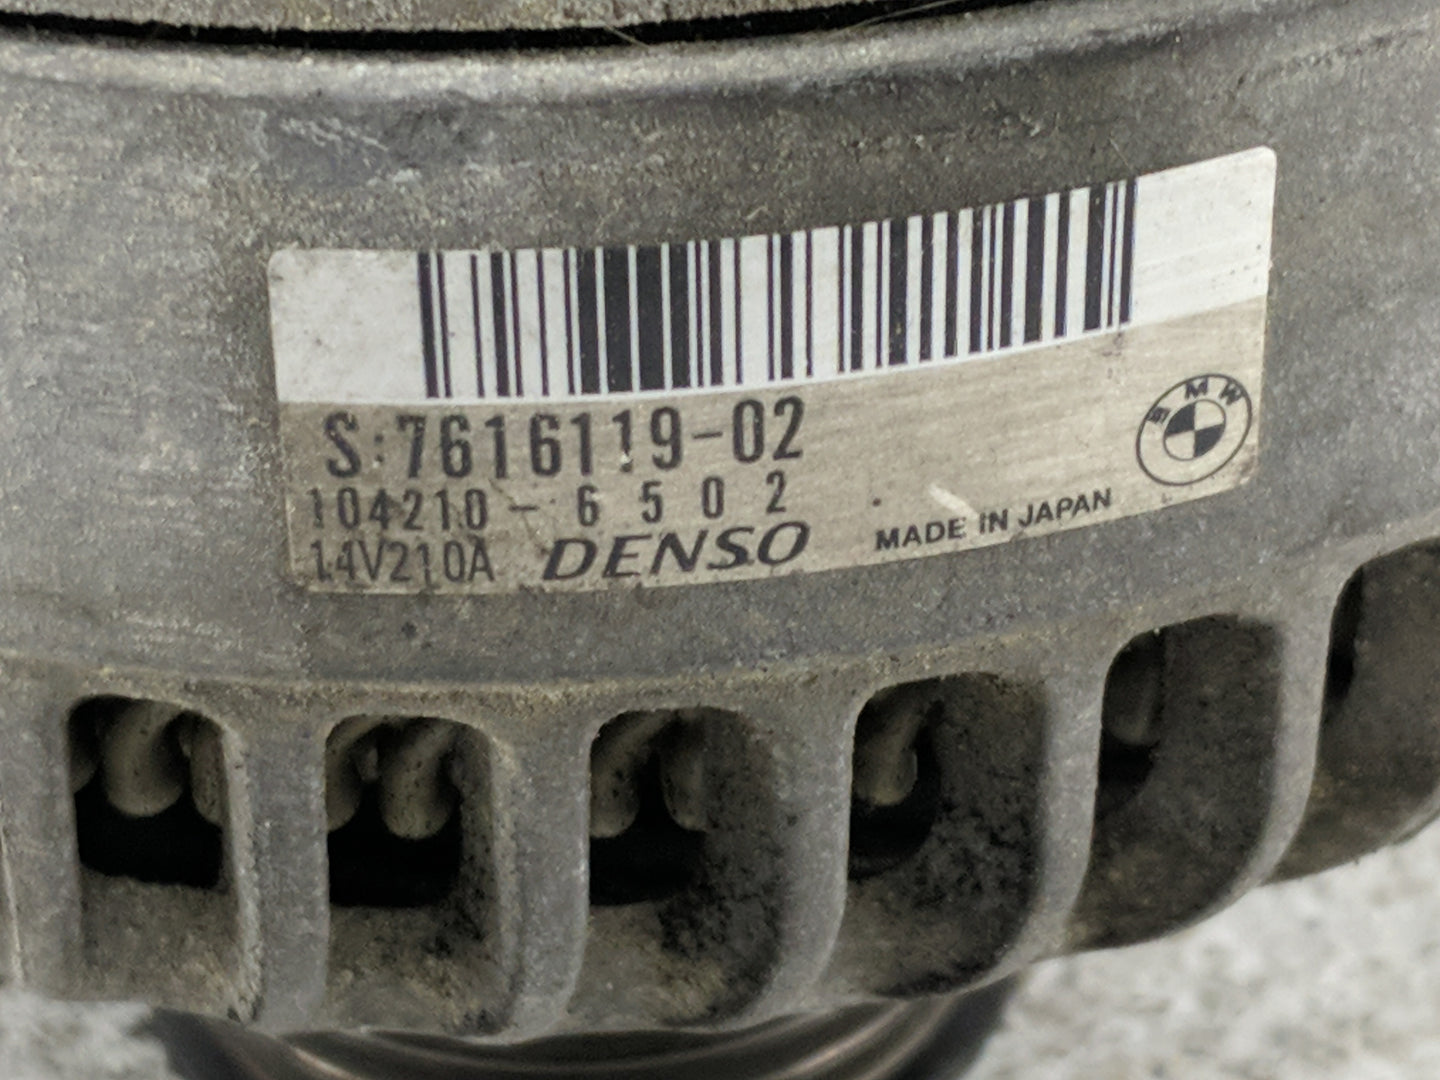 S:7616119-02
104210-6502
14V210A DENSO MADE IN JAPAN
BMW